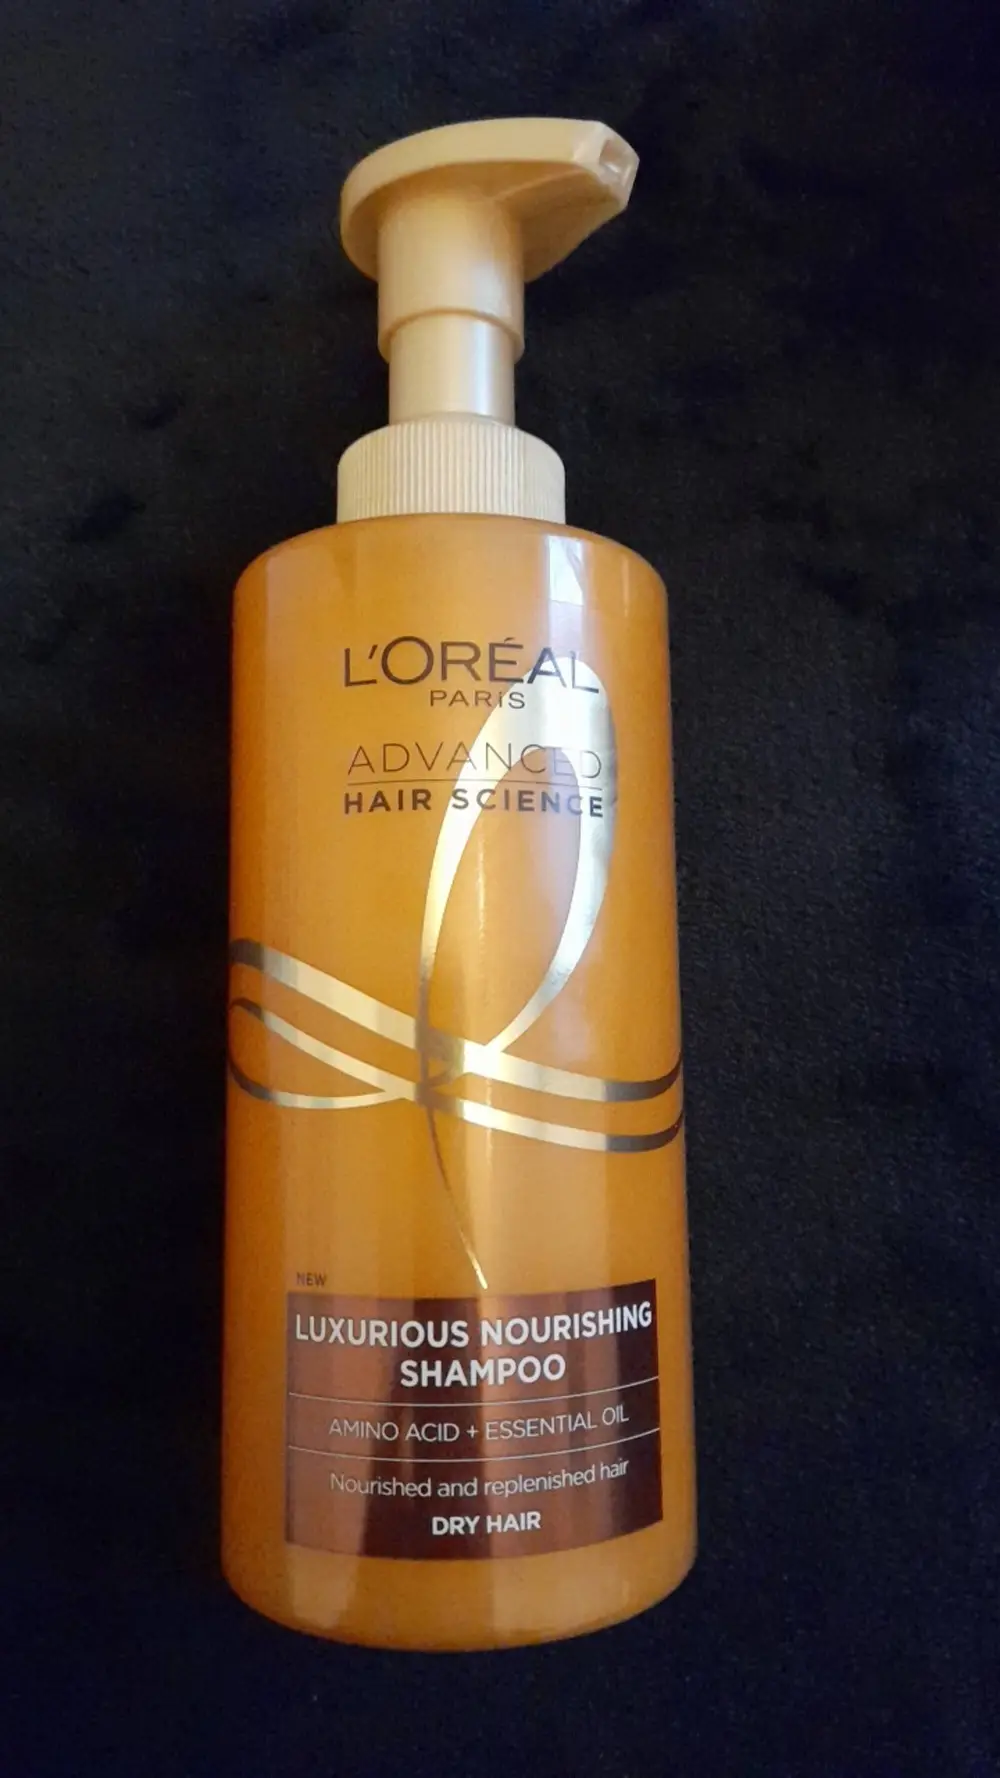 L'ORÉAL
PARiS
ADVANCED
HAIR SCIENCE
NEW
LUXURIOUS NOURISHING
SHAMPOO
AMINO ACID + ESSENTIAL OIL
Nourished and replenished hair
DRY HAIR